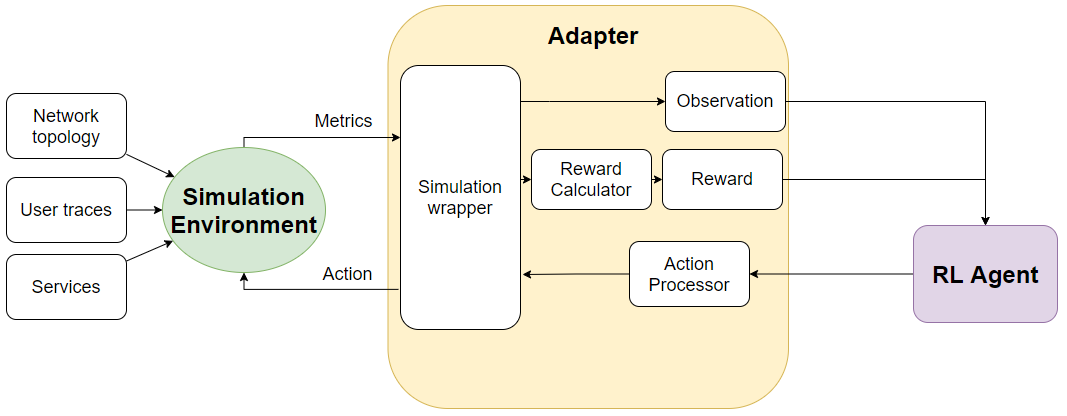 Adapter
Network
topology
User traces
Services
Simulation
Environment
Metrics
Action
Simulation
wrapper
Observation
Reward
Calculator
Reward
Action
Processor
RL Agent